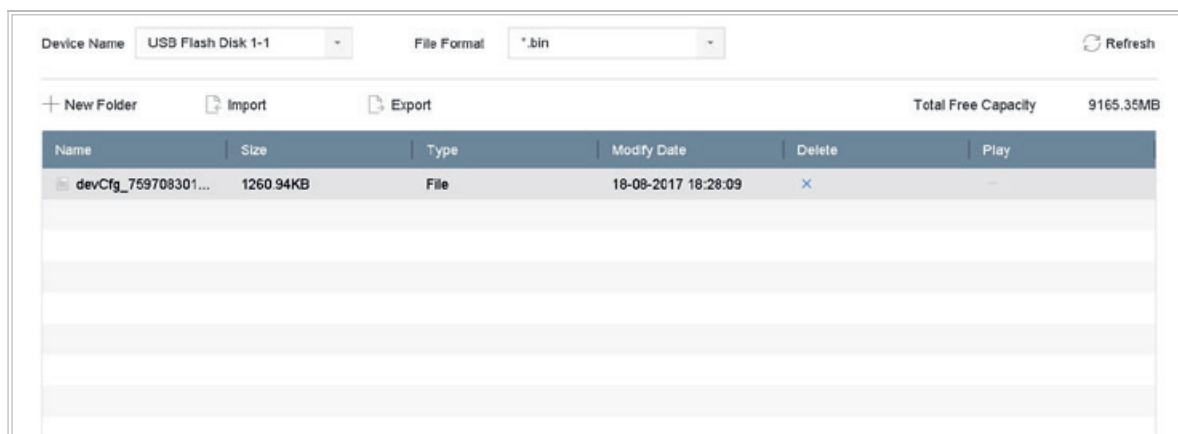 Device Name USB Flash Disk 1-1 File Format *.bin Refresh
New Folder Import Export Total Free Capacity 9165.35MB
Name Size Type Modify Date Delete Play
devCfg_759708301... 1260.94KB File 18-08-2017 18:28:09